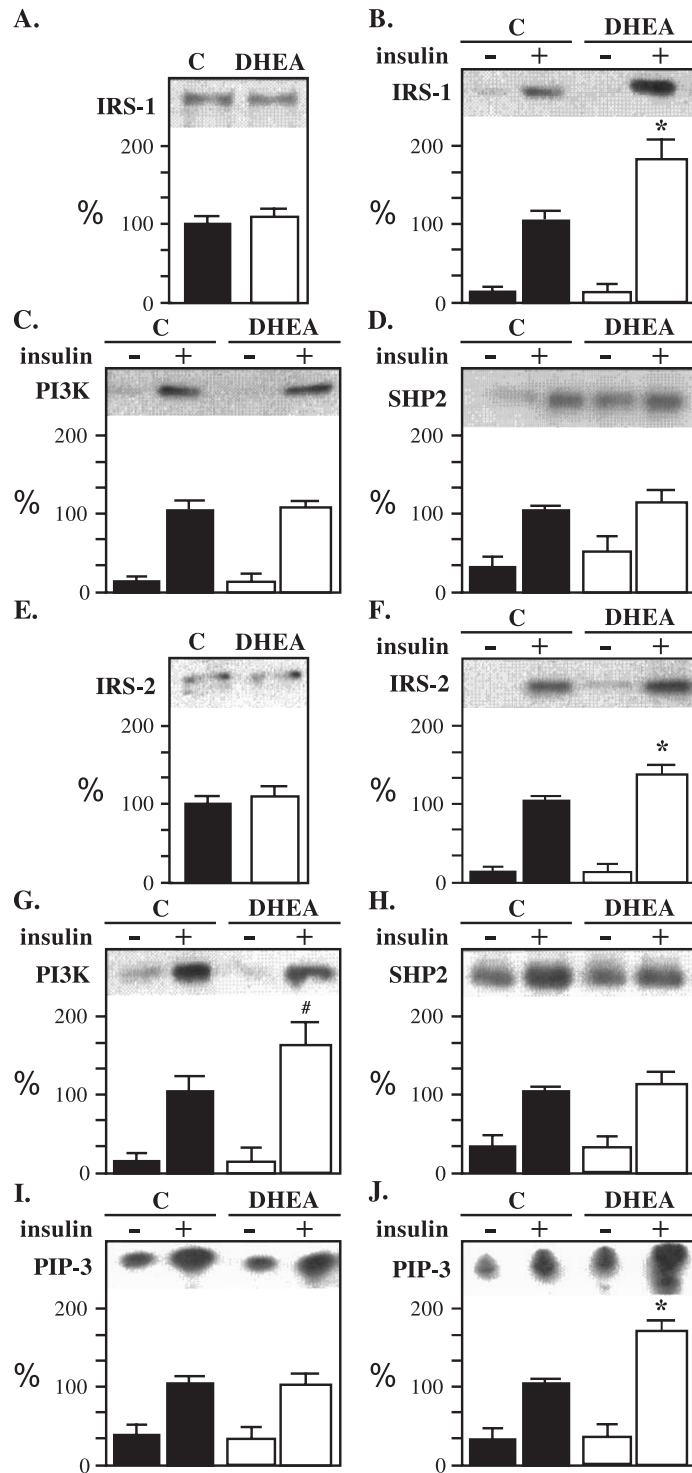 A.
C DHEA
IRS-1
200
%
100
0
B.
C DHEA
insulin - + - +
IRS-1
*
200
%
100
0
C.
C DHEA
insulin - + - +
PI3K
200
%
100
0
D.
C DHEA
insulin - + - +
SHP2
200
%
100
0
E.
C DHEA
IRS-2
200
%
100
0
F.
C DHEA
insulin - + - +
IRS-2
200
*
%
100
0
G.
C DHEA
insulin - + - +
PI3K
#
200
%
100
0
H.
C DHEA
insulin - + - +
SHP2
200
%
100
0
I.
C DHEA
insulin - + - +
PIP-3
200
%
100
0
J.
C DHEA
insulin - + - +
PIP-3
*
200
%
100
0